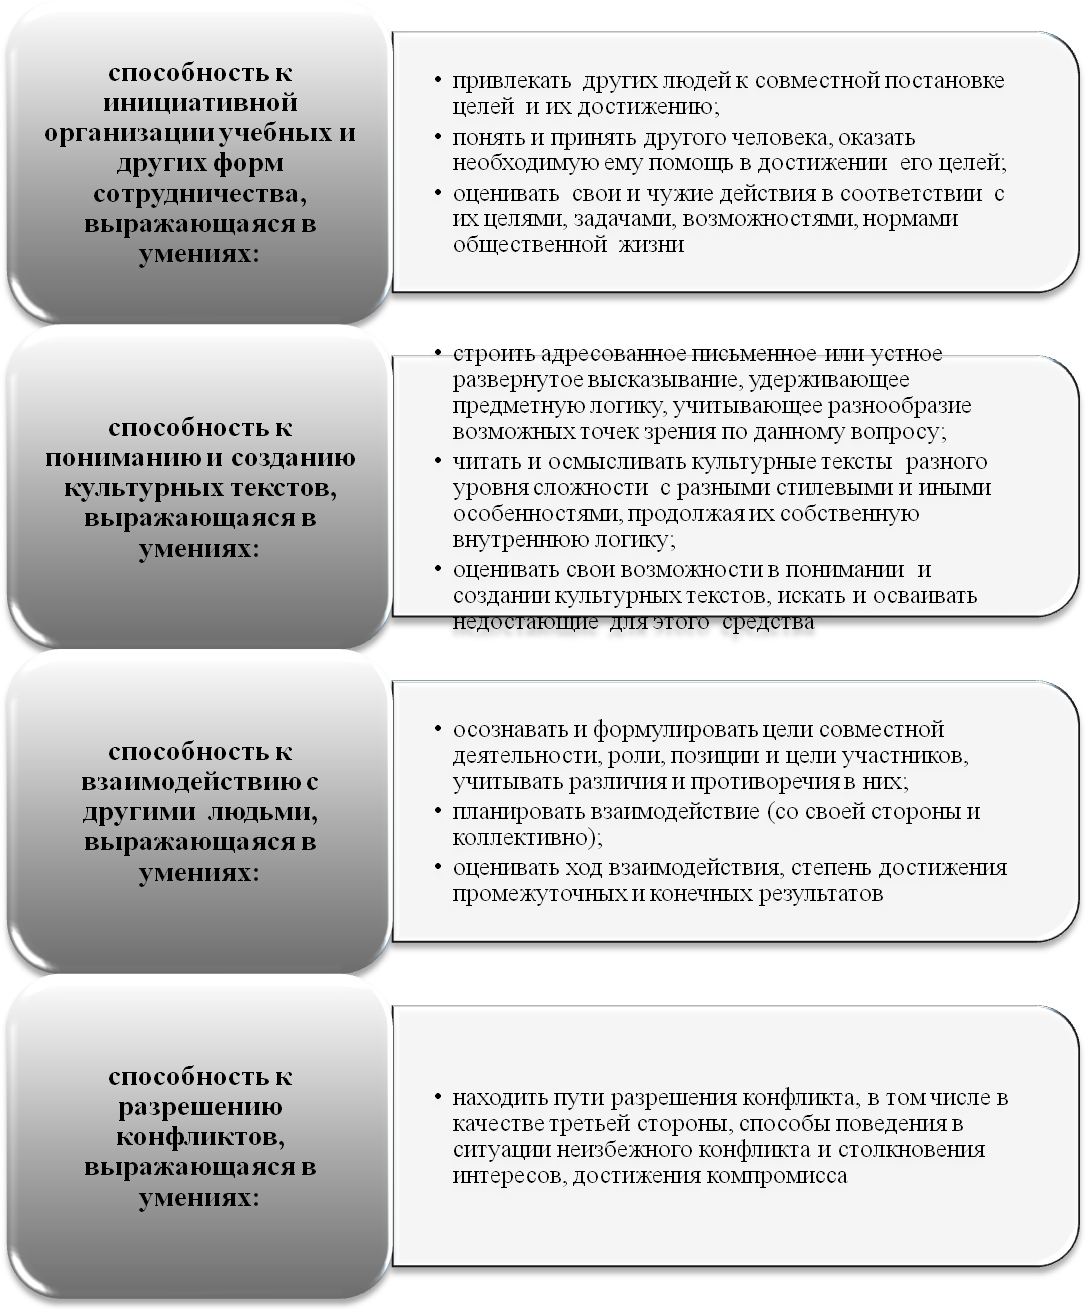 способность к
инициативной
организации учебных и
других форм
сотрудничества,
выражающаяся в
умениях:
• привлекать других людей к совместной постановке
целей и их достижению;
• понять и принять другого человека, оказать
необходимую ему помощь в достижении его целей;
• оценивать свои и чужие действия в соответствии с
их целями, задачами, возможностями, нормами
общественной жизни
способность к
пониманию и созданию
культурных текстов,
выражающаяся в
умениях:
• строить адресованное письменное или устное
развернутое высказывание, удерживающее
предметную логику, учитывающее разнообразие
возможных точек зрения по данному вопросу;
• читать и осмысливать культурные тексты разного
уровня сложности с разными стилевыми и иными
особенностями, продолжая их собственную
внутреннюю логику;
• оценивать свои возможности в понимании и
создании культурных текстов, искать и осваивать
недостающие для этого средства
способность к
взаимодействию с
другими людьми,
выражающаяся в
умениях:
• осознавать и формулировать цели совместной
деятельности, роли, позиции и цели участников,
учитывать различия и противоречия в них;
• планировать взаимодействие (со своей стороны и
коллективно);
• оценивать ход взаимодействия, степень достижения
промежуточных и конечных результатов
способность к
разрешению
конфликтов,
выражающаяся в
умениях:
• находить пути разрешения конфликта, в том числе в
качестве третьей стороны, способы поведения в
ситуации неизбежного конфликта и столкновения
интересов, достижения компромисса